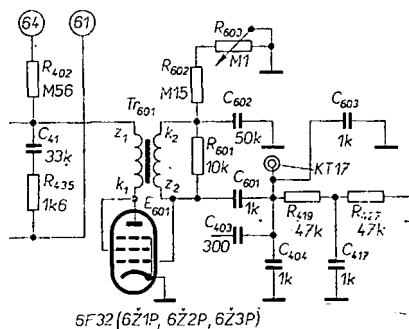 64
61
R603
M1
R402
M56
R602
M15
Tr601
C602
50k
C603
1k
C41
33k
z1
k2
R601
10k
KT17
R435
1k6
k1
z2
E601
C601
1k
R419
47k
R427
47k
C403
300
C404
1k
C417
1k
6F32 (6Ž1P, 6Ž2P, 6Ž3P)